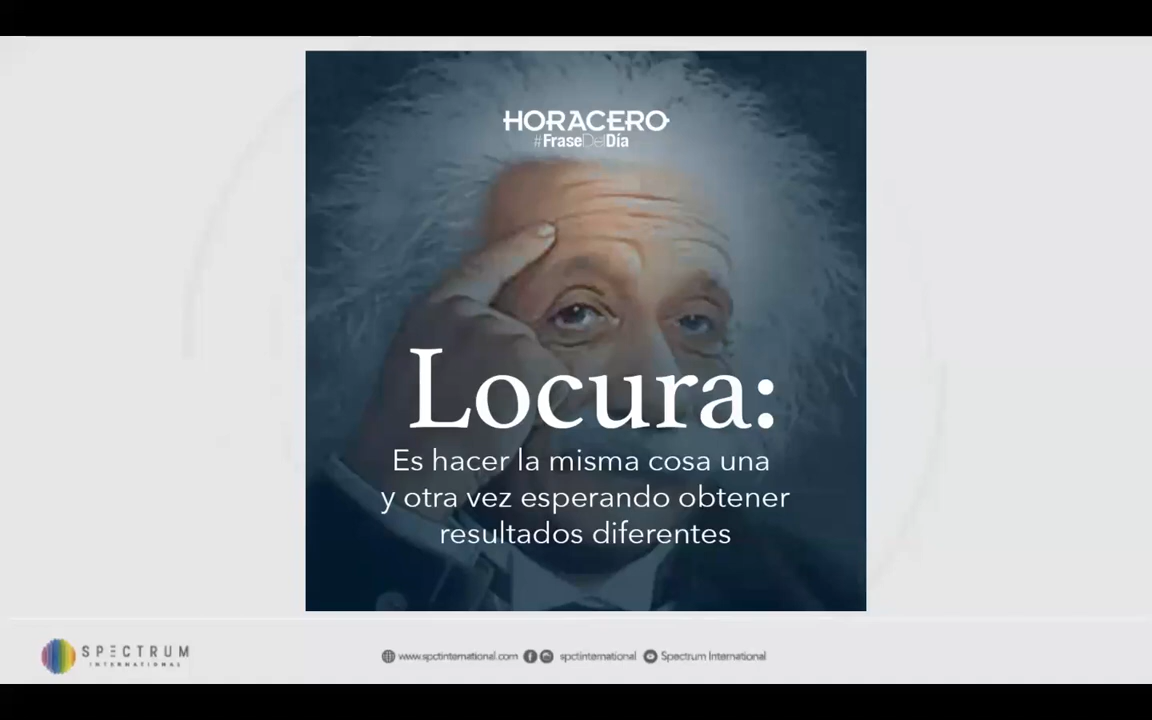 HORACERO
#FraseDelDía
Locura:
Es hacer la misma cosa una
y otra vez esperando obtener
resultados diferentes
SPECTRUM
INTERNATIONAL
www.spctinternational.com spctinternational Spectrum International